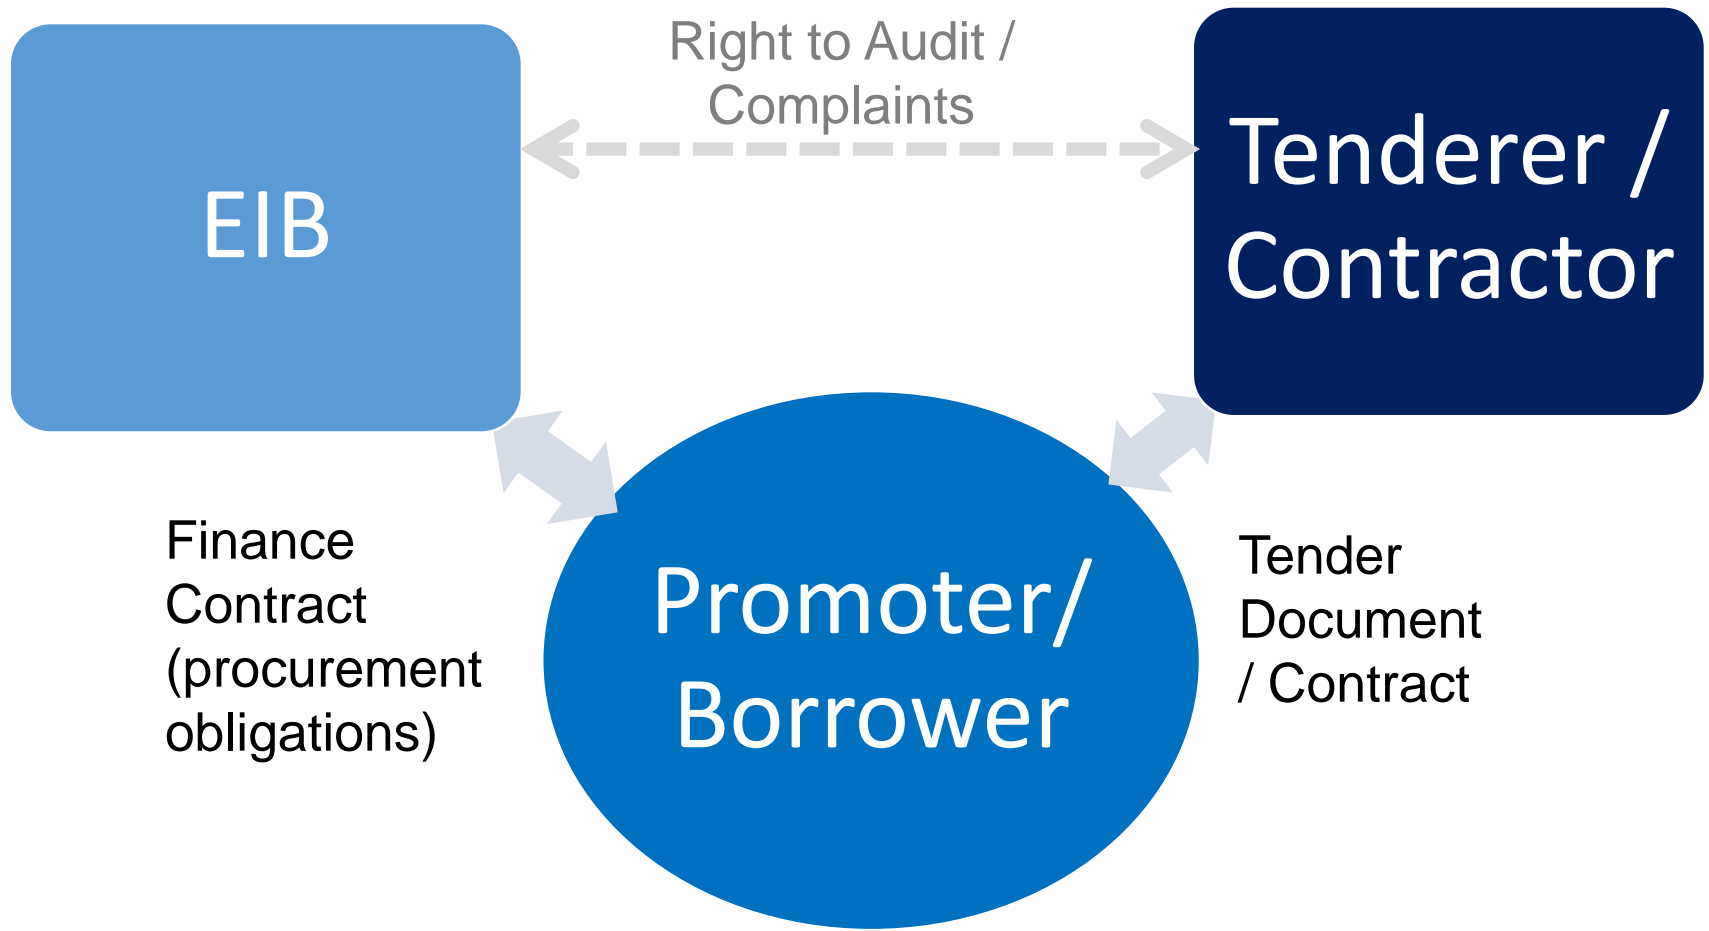 Right to Audit /
Complaints
EIB
Tenderer /
Contractor
Finance
Contract
(procurement
obligations)
Promoter/
Borrower
Tender
Document
/ Contract